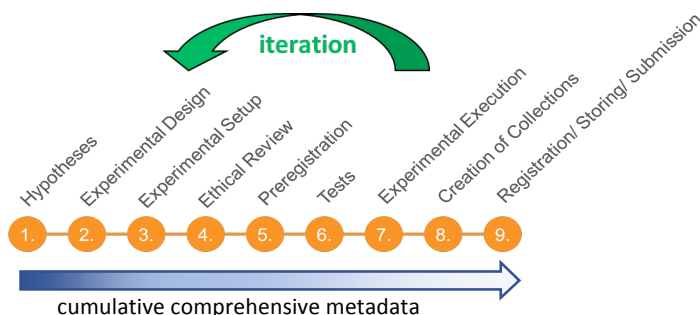 iteration
Hypotheses
Experimental Design
Experimental Setup
Ethical Review
Preregistration
Tests
Experimental Execution
Creation of Collections
Registration/ Storing/ Submission
1.
2.
3.
4.
5.
6.
7.
8.
9.
cumulative comprehensive metadata